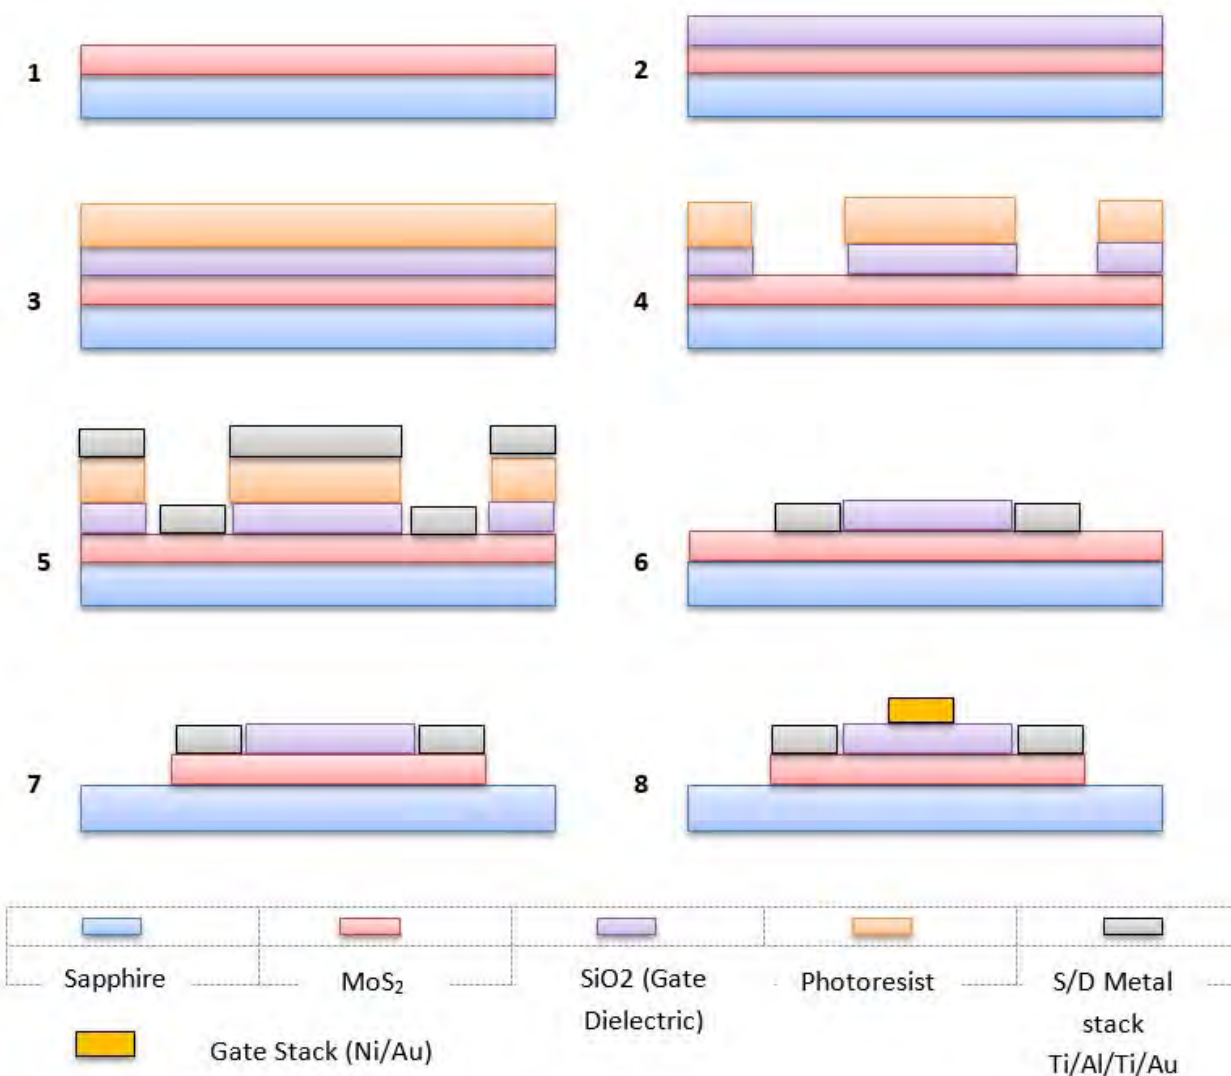 1
2
3
4
5
6
7
8
Sapphire
MoS₂
SiO2 (Gate
Dielectric)
Photoresist
S/D Metal
stack
Ti/Al/Ti/Au
Gate Stack (Ni/Au)